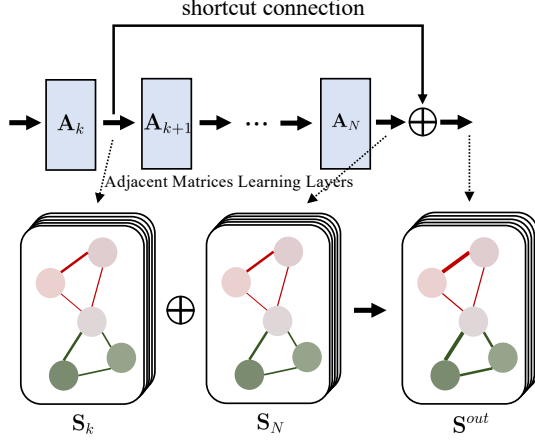 shortcut connection
A_k A_{k+1} ... A_N
Adjacent Matrices Learning Layers
S_k S_N S^{out}